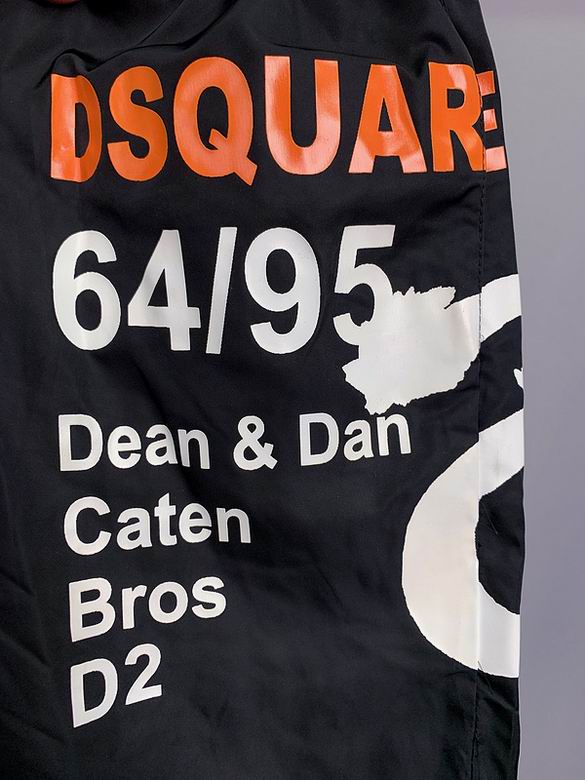 DSQUARE
64/95
Dean & Dan
Caten
Bros
D2